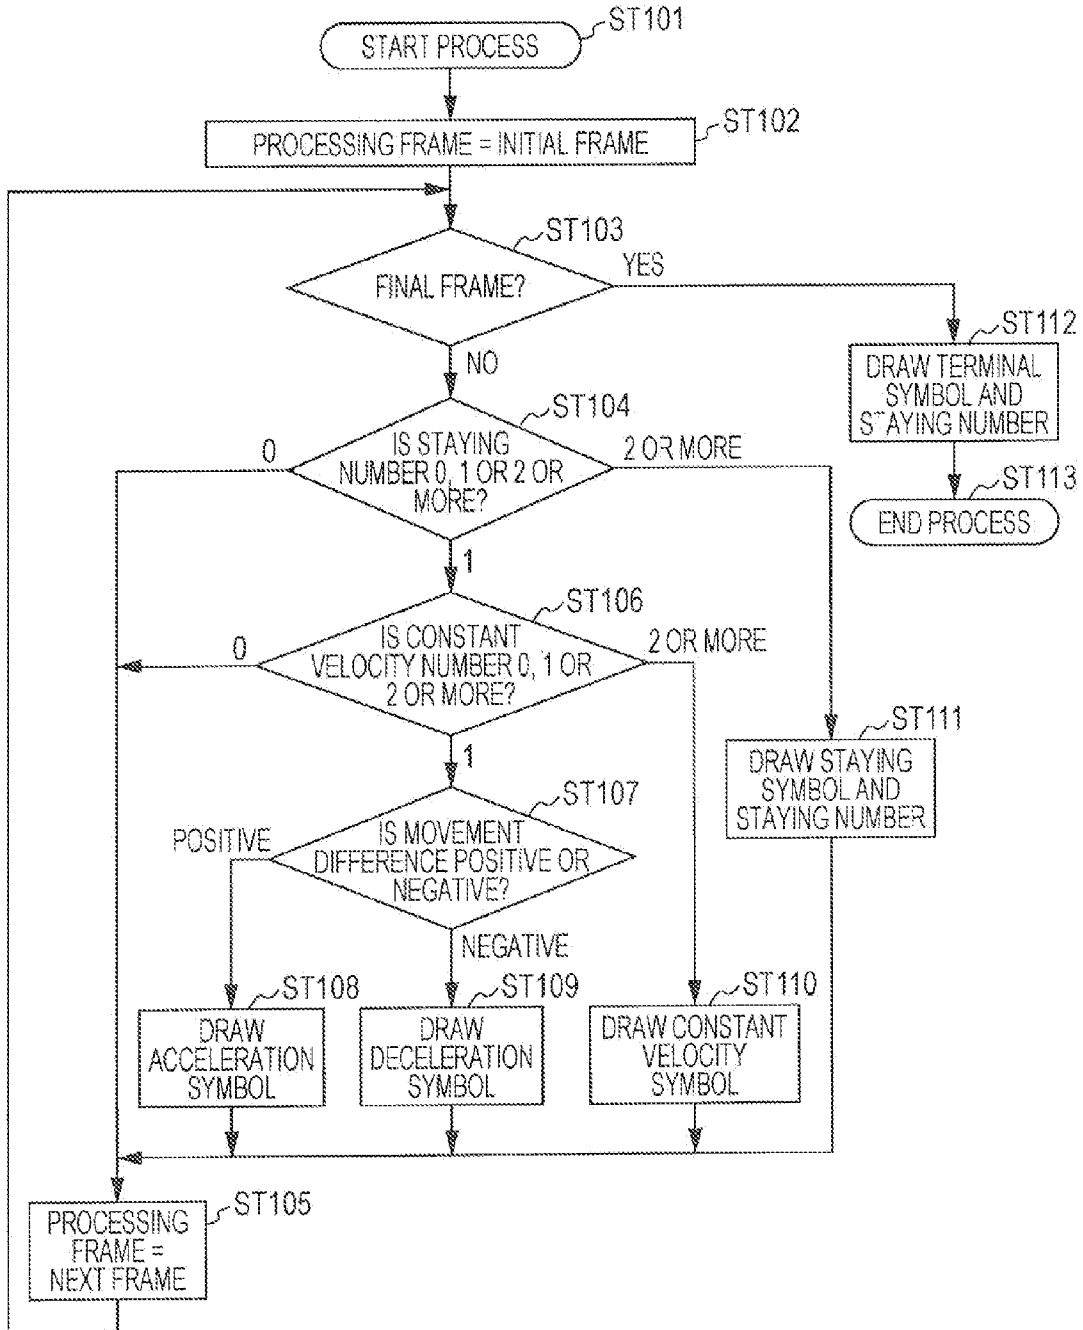 ST101
START PROCESS
ST102
PROCESSING FRAME = INITIAL FRAME
ST103
FINAL FRAME?
YES
NO
ST112
DRAW TERMINAL
SYMBOL AND
STAYING NUMBER
ST113
END PROCESS
ST104
IS STAYING
NUMBER 0, 1 OR 2 OR
MORE?
0
2 OR MORE
1
ST106
IS CONSTANT
VELOCITY NUMBER 0, 1 OR
2 OR MORE?
0
2 OR MORE
1
ST111
DRAW STAYING
SYMBOL AND
STAYING NUMBER
ST107
IS MOVEMENT
DIFFERENCE POSITIVE OR
NEGATIVE?
POSITIVE
NEGATIVE
ST108
DRAW
ACCELERATION
SYMBOL
ST109
DRAW
DECELERATION
SYMBOL
ST110
DRAW CONSTANT
VELOCITY
SYMBOL
ST105
PROCESSING
FRAME =
NEXT FRAME